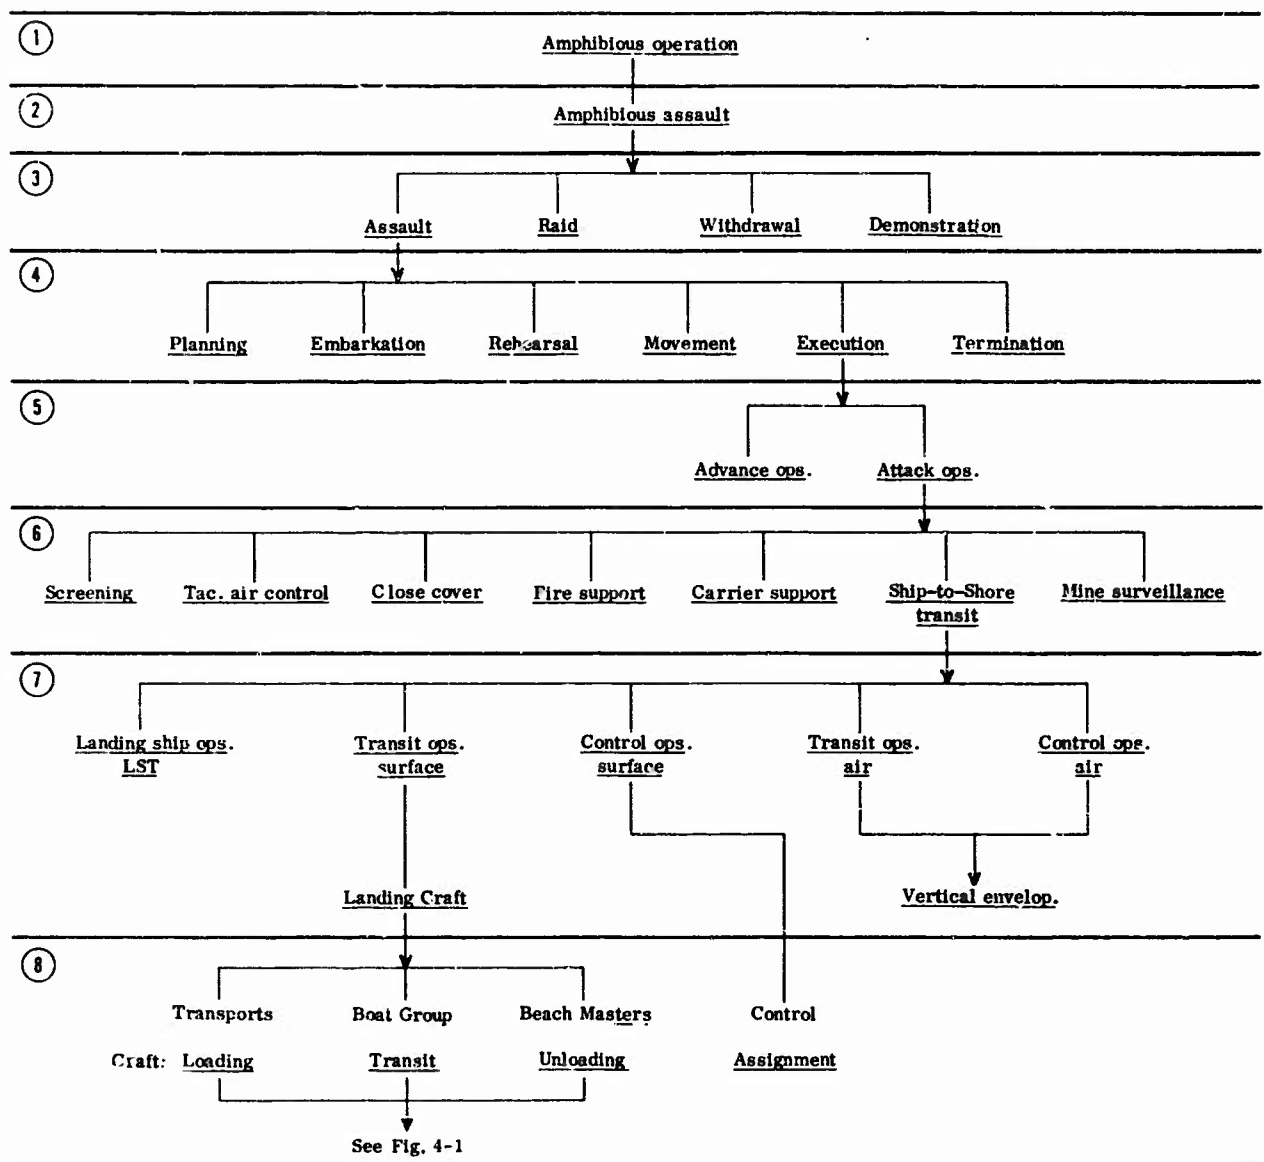 1
Amphibious operation
2
Amphibious assault
3
Assault Raid Withdrawal Demonstration
4
Planning Embarkation Rehearsal Movement Execution Termination
5
Advance ops. Attack ops.
6
Screening Tac. air control Close cover Fire support Carrier support Ship-to-Shore Mine surveillance
transit
7
Landing ship ops. Transit ops. Control ops. Transit ops. Control ops.
LST surface surface air air
Landing Craft Vertical envelop.
8
Transports Boat Group Beach Masters Control
Craft: Loading Transit Unloading Assignment
See Fig. 4-1